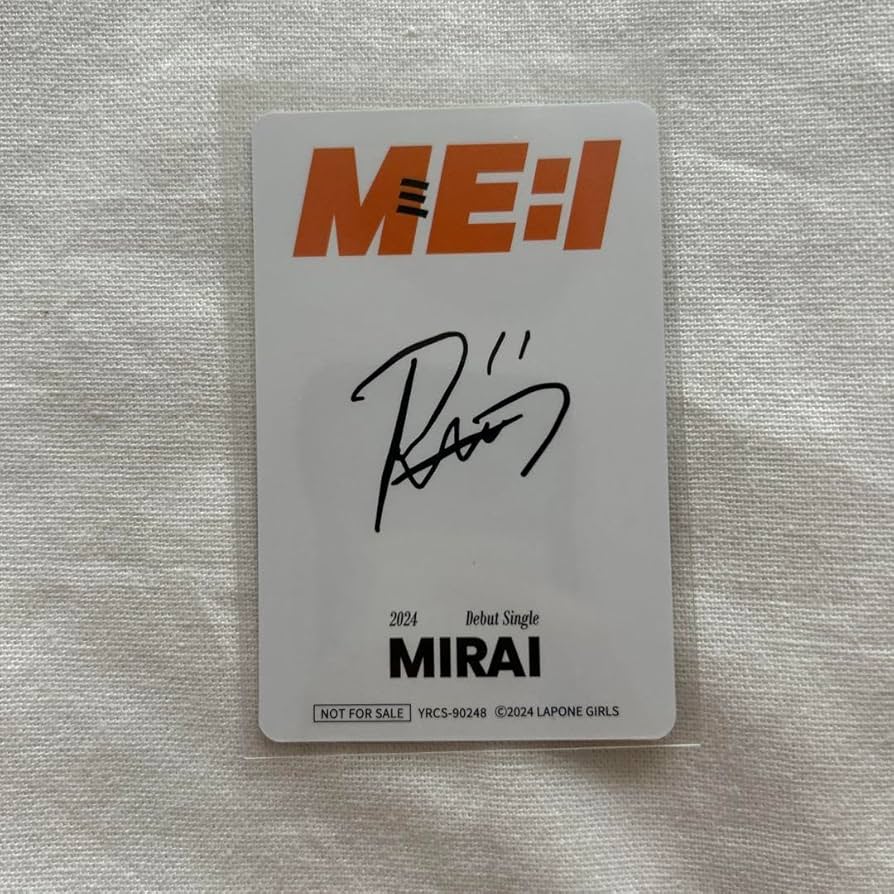 ME:I
2024 Debut Single
MIRAI
NOT FOR SALE YRCS-90248 ©2024 LAPONE GIRLS